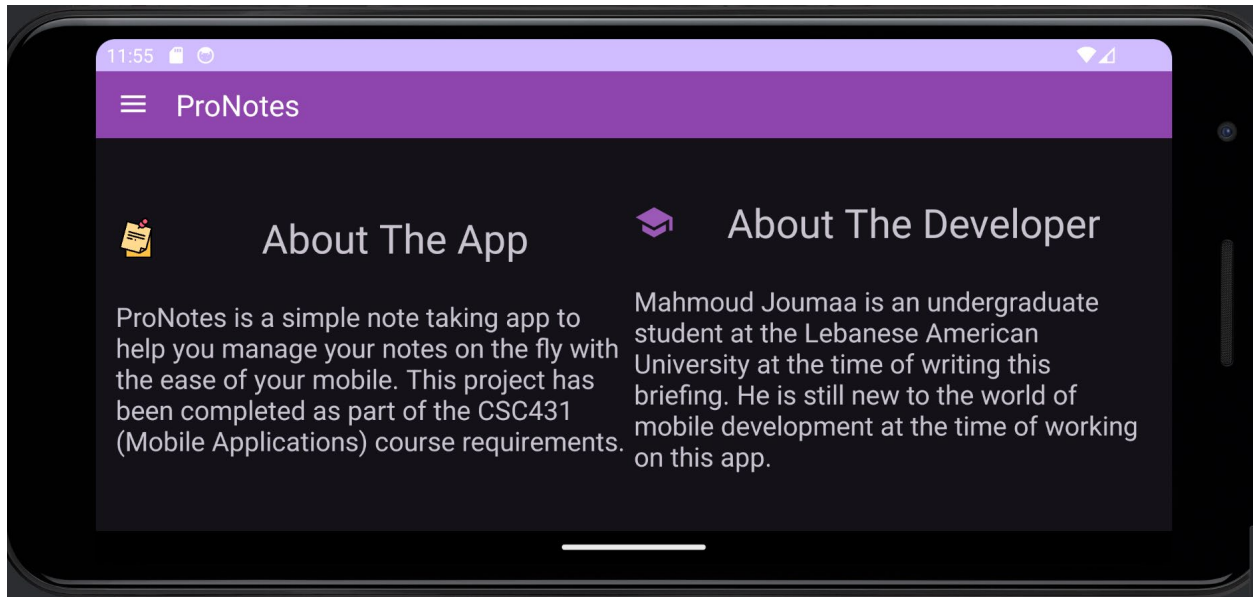 11:55
ProNotes
About The App
ProNotes is a simple note taking app to
help you manage your notes on the fly with
the ease of your mobile. This project has
been completed as part of the CSC431
(Mobile Applications) course requirements.
About The Developer
Mahmoud Joumaa is an undergraduate
student at the Lebanese American
University at the time of writing this
briefing. He is still new to the world of
mobile development at the time of working
on this app.